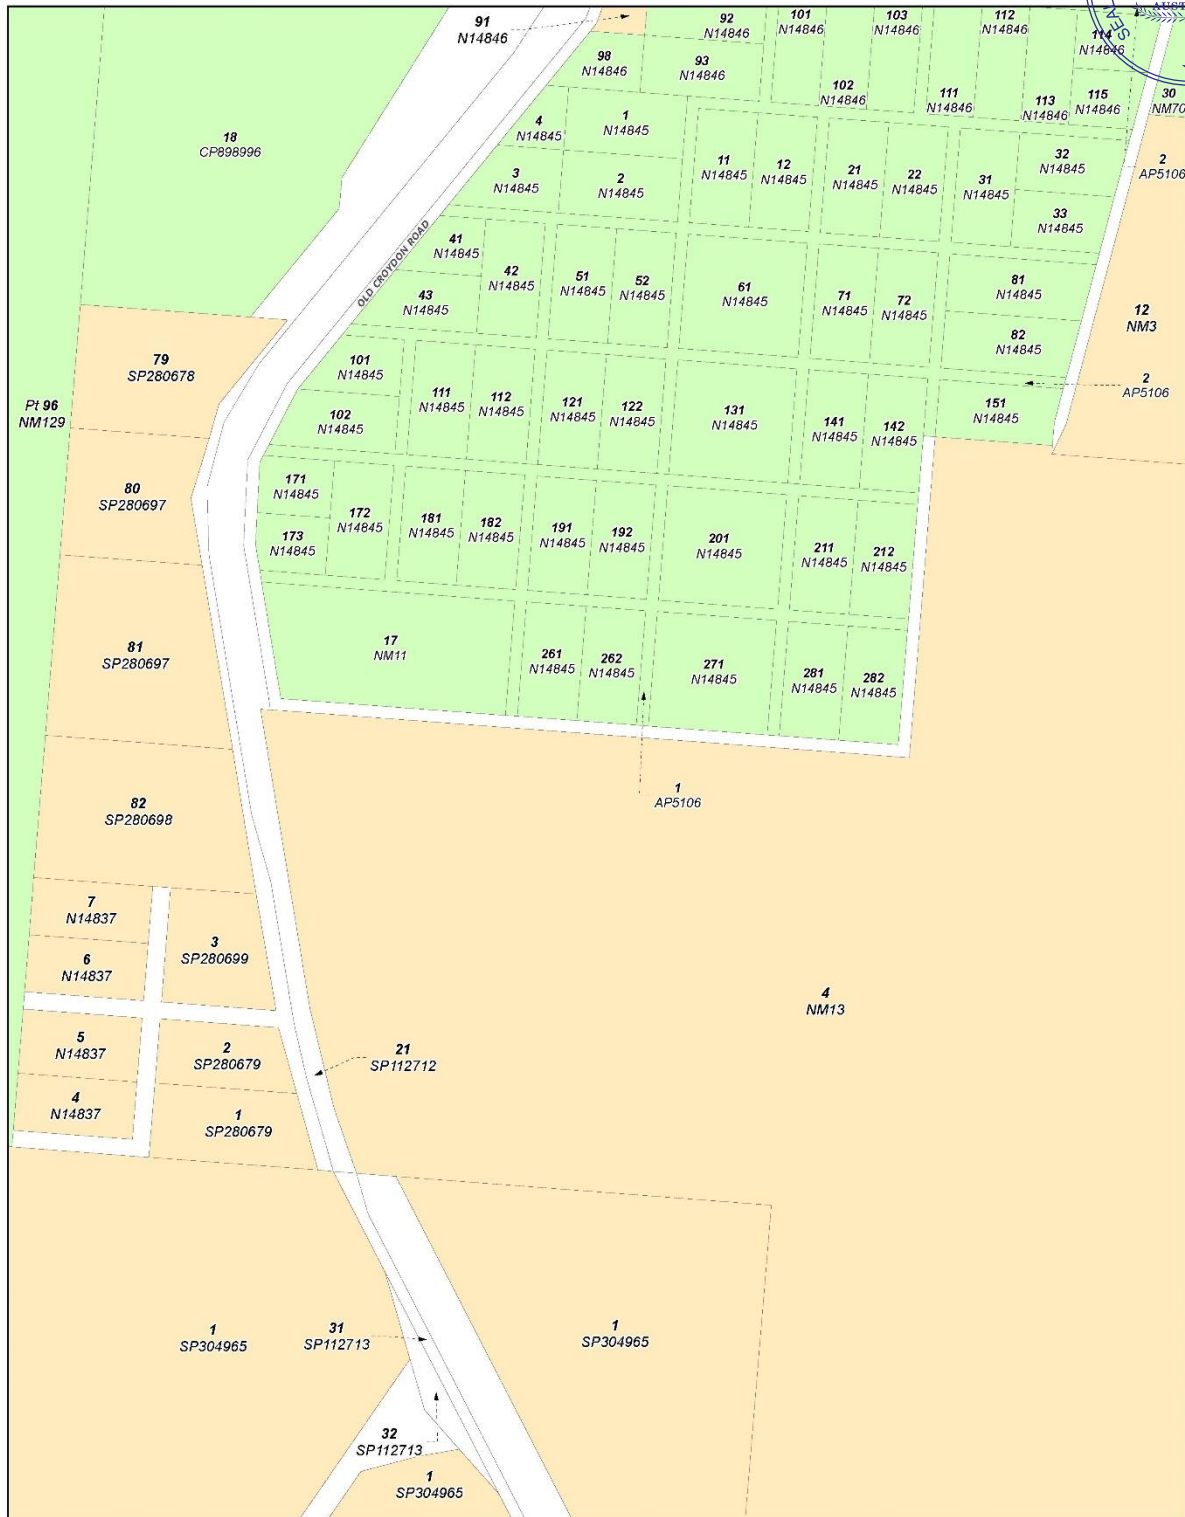 91
N14846
92
N14846
101
N14846
103
N14846
112
N14846
114
N14846
SEAL
AUST
98
N14846
93
N14846
102
N14846
111
N14846
113
N14846
115
N14846
30
NM70
18
CP898996
4
N14845
1
N14845
3
N14845
2
N14845
11
N14845
12
N14845
21
N14845
22
N14845
31
N14845
32
N14845
33
N14845
2
AP5106
OLD CROYDON ROAD
41
N14845
42
N14845
43
N14845
51
N14845
52
N14845
61
N14845
71
N14845
72
N14845
81
N14845
82
N14845
12
NM3
2
AP5106
79
SP280678
Pt 96
NM129
101
N14845
102
N14845
111
N14845
112
N14845
121
N14845
122
N14845
131
N14845
141
N14845
142
N14845
151
N14845
80
SP280697
171
N14845
172
N14845
173
N14845
181
N14845
182
N14845
191
N14845
192
N14845
201
N14845
211
N14845
212
N14845
81
SP280697
17
NM11
261
N14845
262
N14845
271
N14845
281
N14845
282
N14845
1
AP5106
82
SP280698
7
N14837
6
N14837
3
SP280699
4
NM13
5
N14837
4
N14837
2
SP280679
1
SP280679
21
SP112712
1
SP304965
31
SP112713
1
SP304965
32
SP112713
1
SP304965